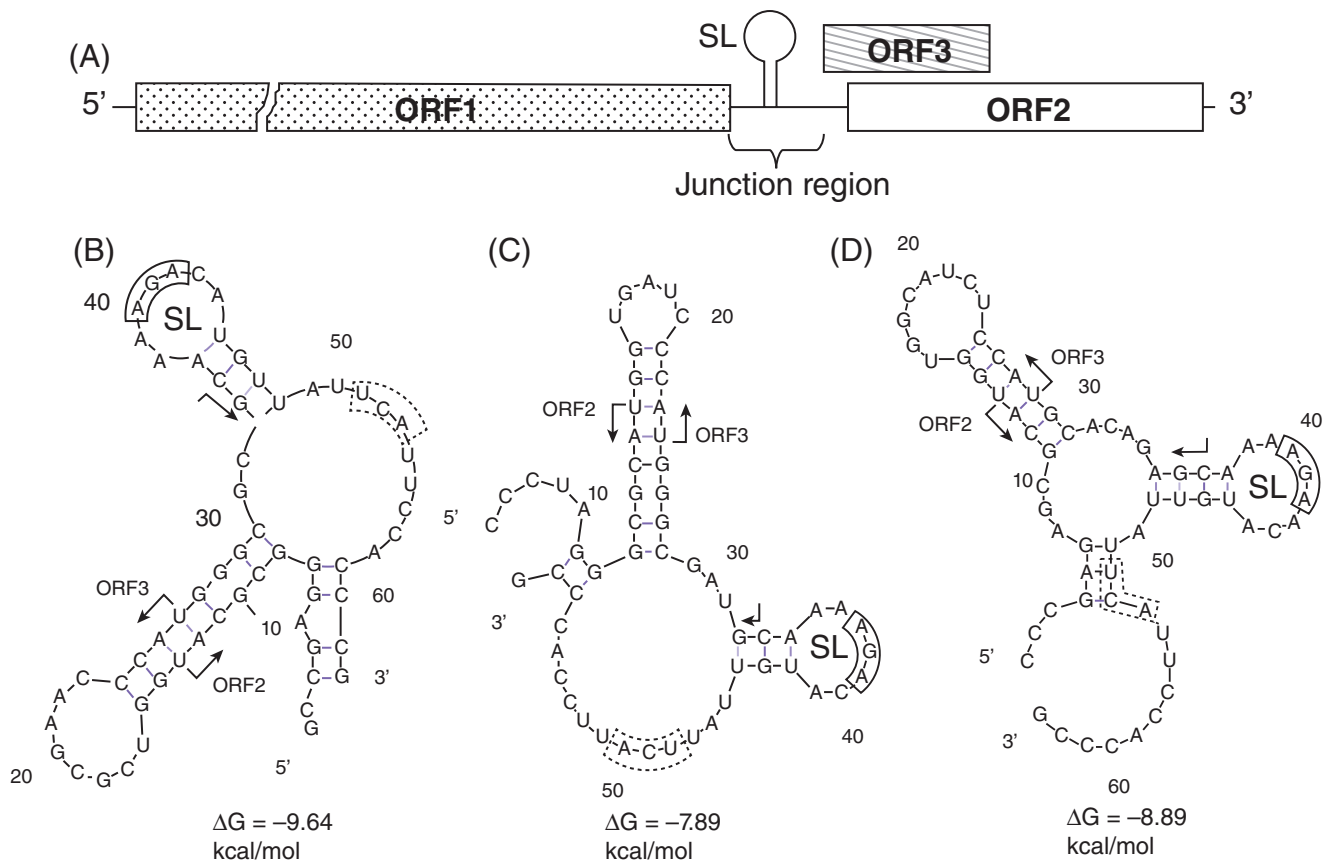 (A)
SL
ORF3
5’
ORF1
ORF2
3’
Junction region
(B)
40
SL
50
30
ORF3
10
60
ORF2
20
3’
5’
ΔG = –9.64
kcal/mol
(C)
20
ORF2
ORF3
5’
10
30
3’
SL
40
50
ΔG = –7.89
kcal/mol
(D)
20
ORF3
30
ORF2
40
10
SL
50
5’
3’
60
ΔG = –8.89
kcal/mol